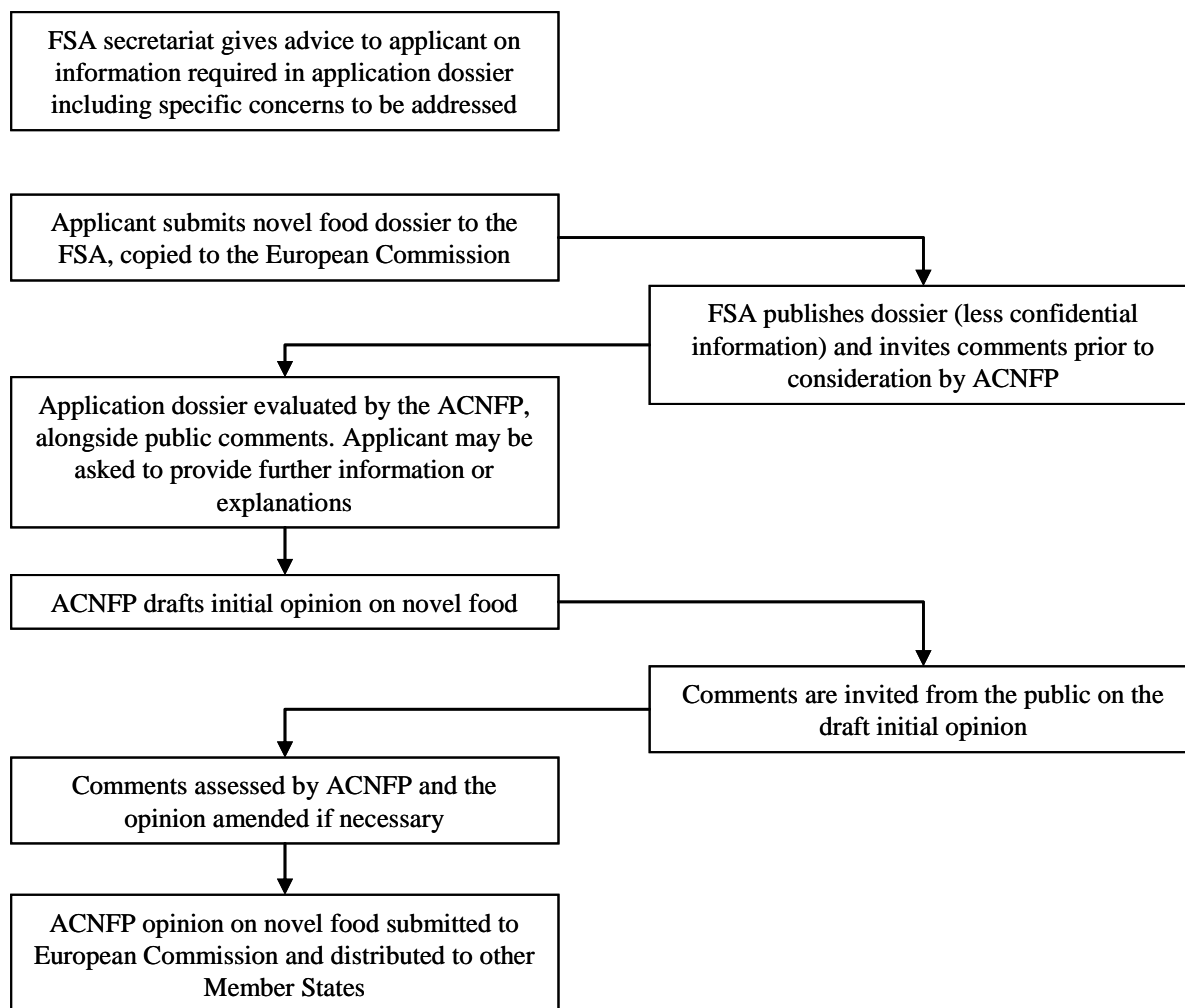 FSA secretariat gives advice to applicant on
information required in application dossier
including specific concerns to be addressed
Applicant submits novel food dossier to the
FSA, copied to the European Commission
FSA publishes dossier (less confidential
information) and invites comments prior to
consideration by ACNFP
Application dossier evaluated by the ACNFP,
alongside public comments. Applicant may be
asked to provide further information or
explanations
ACNFP drafts initial opinion on novel food
Comments are invited from the public on the
draft initial opinion
Comments assessed by ACNFP and the
opinion amended if necessary
ACNFP opinion on novel food submitted to
European Commission and distributed to other
Member States